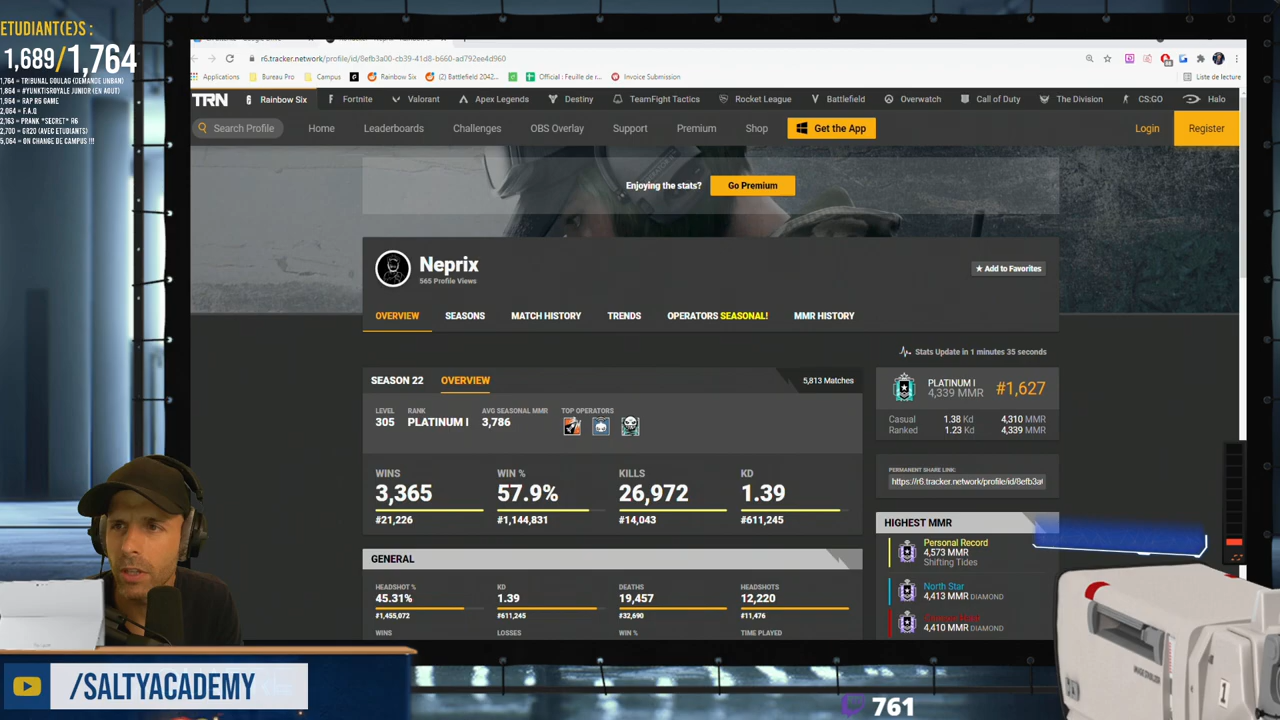 ETUDIANT(E)S :
1,689/1,764
1,764 = TRIBUNAL GOULAG (DEMANDE UNBAN)
1,864 = #YUNKTISROYALE JUNIOR (EN AOUT)
1,964 = RAP R6 GAME
2,064 = F.A.Q
2,163 = PRANK "SECRET" R6
2,700 = GR20 (AVEC ETUDIANTS)
5,064 = ON CHANGE DE CAMPUS !!!
r6.tracker.network/profile/id/8efb3a00-cb39-41d8-b660-ad792ee4d960
Applications Bureau Pro Campus Rainbow Six (2) Battlefield 2042... Official : Feuille de r... Invoice Submission Liste de lecture
TRN Rainbow Six Fortnite Valorant Apex Legends Destiny TeamFight Tactics Rocket League Battlefield Overwatch Call of Duty The Division CS:GO Halo
Search Profile Home Leaderboards Challenges OBS Overlay Support Premium Shop Get the App Login Register
Enjoying the stats? Go Premium
Neprix
565 Profile Views
★ Add to Favorites
OVERVIEW SEASONS MATCH HISTORY TRENDS OPERATORS SEASONAL! MMR HISTORY
Stats Update in 1 minute 35 seconds
SEASON 22 OVERVIEW 5,813 Matches
LEVEL RANK AVG SEASONAL MMR TOP OPERATORS
305 PLATINUM I 3,786
WINS WIN % KILLS KD
3,365 57.9% 26,972 1.39
#21,226 #1,144,831 #14,043 #611,245
GENERAL
HEADSHOT % KD DEATHS HEADSHOTS
45.31% 1.39 19,457 12,220
#1,455,072 #611,245 #32,690 #11,476
WINS LOSSES WIN % TIME PLAYED
PLATINUM I
4,339 MMR
#1,627
Casual 1.38 Kd 4,310 MMR
Ranked 1.23 Kd 4,339 MMR
PERMANENT SHARE LINK:
https://r6.tracker.network/profile/id/8efb3a
HIGHEST MMR
Personal Record
4,573 MMR
Shifting Tides
North Star
4,413 MMR DIAMOND
4,410 MMR DIAMOND
/SALTYACADEMY
761
1